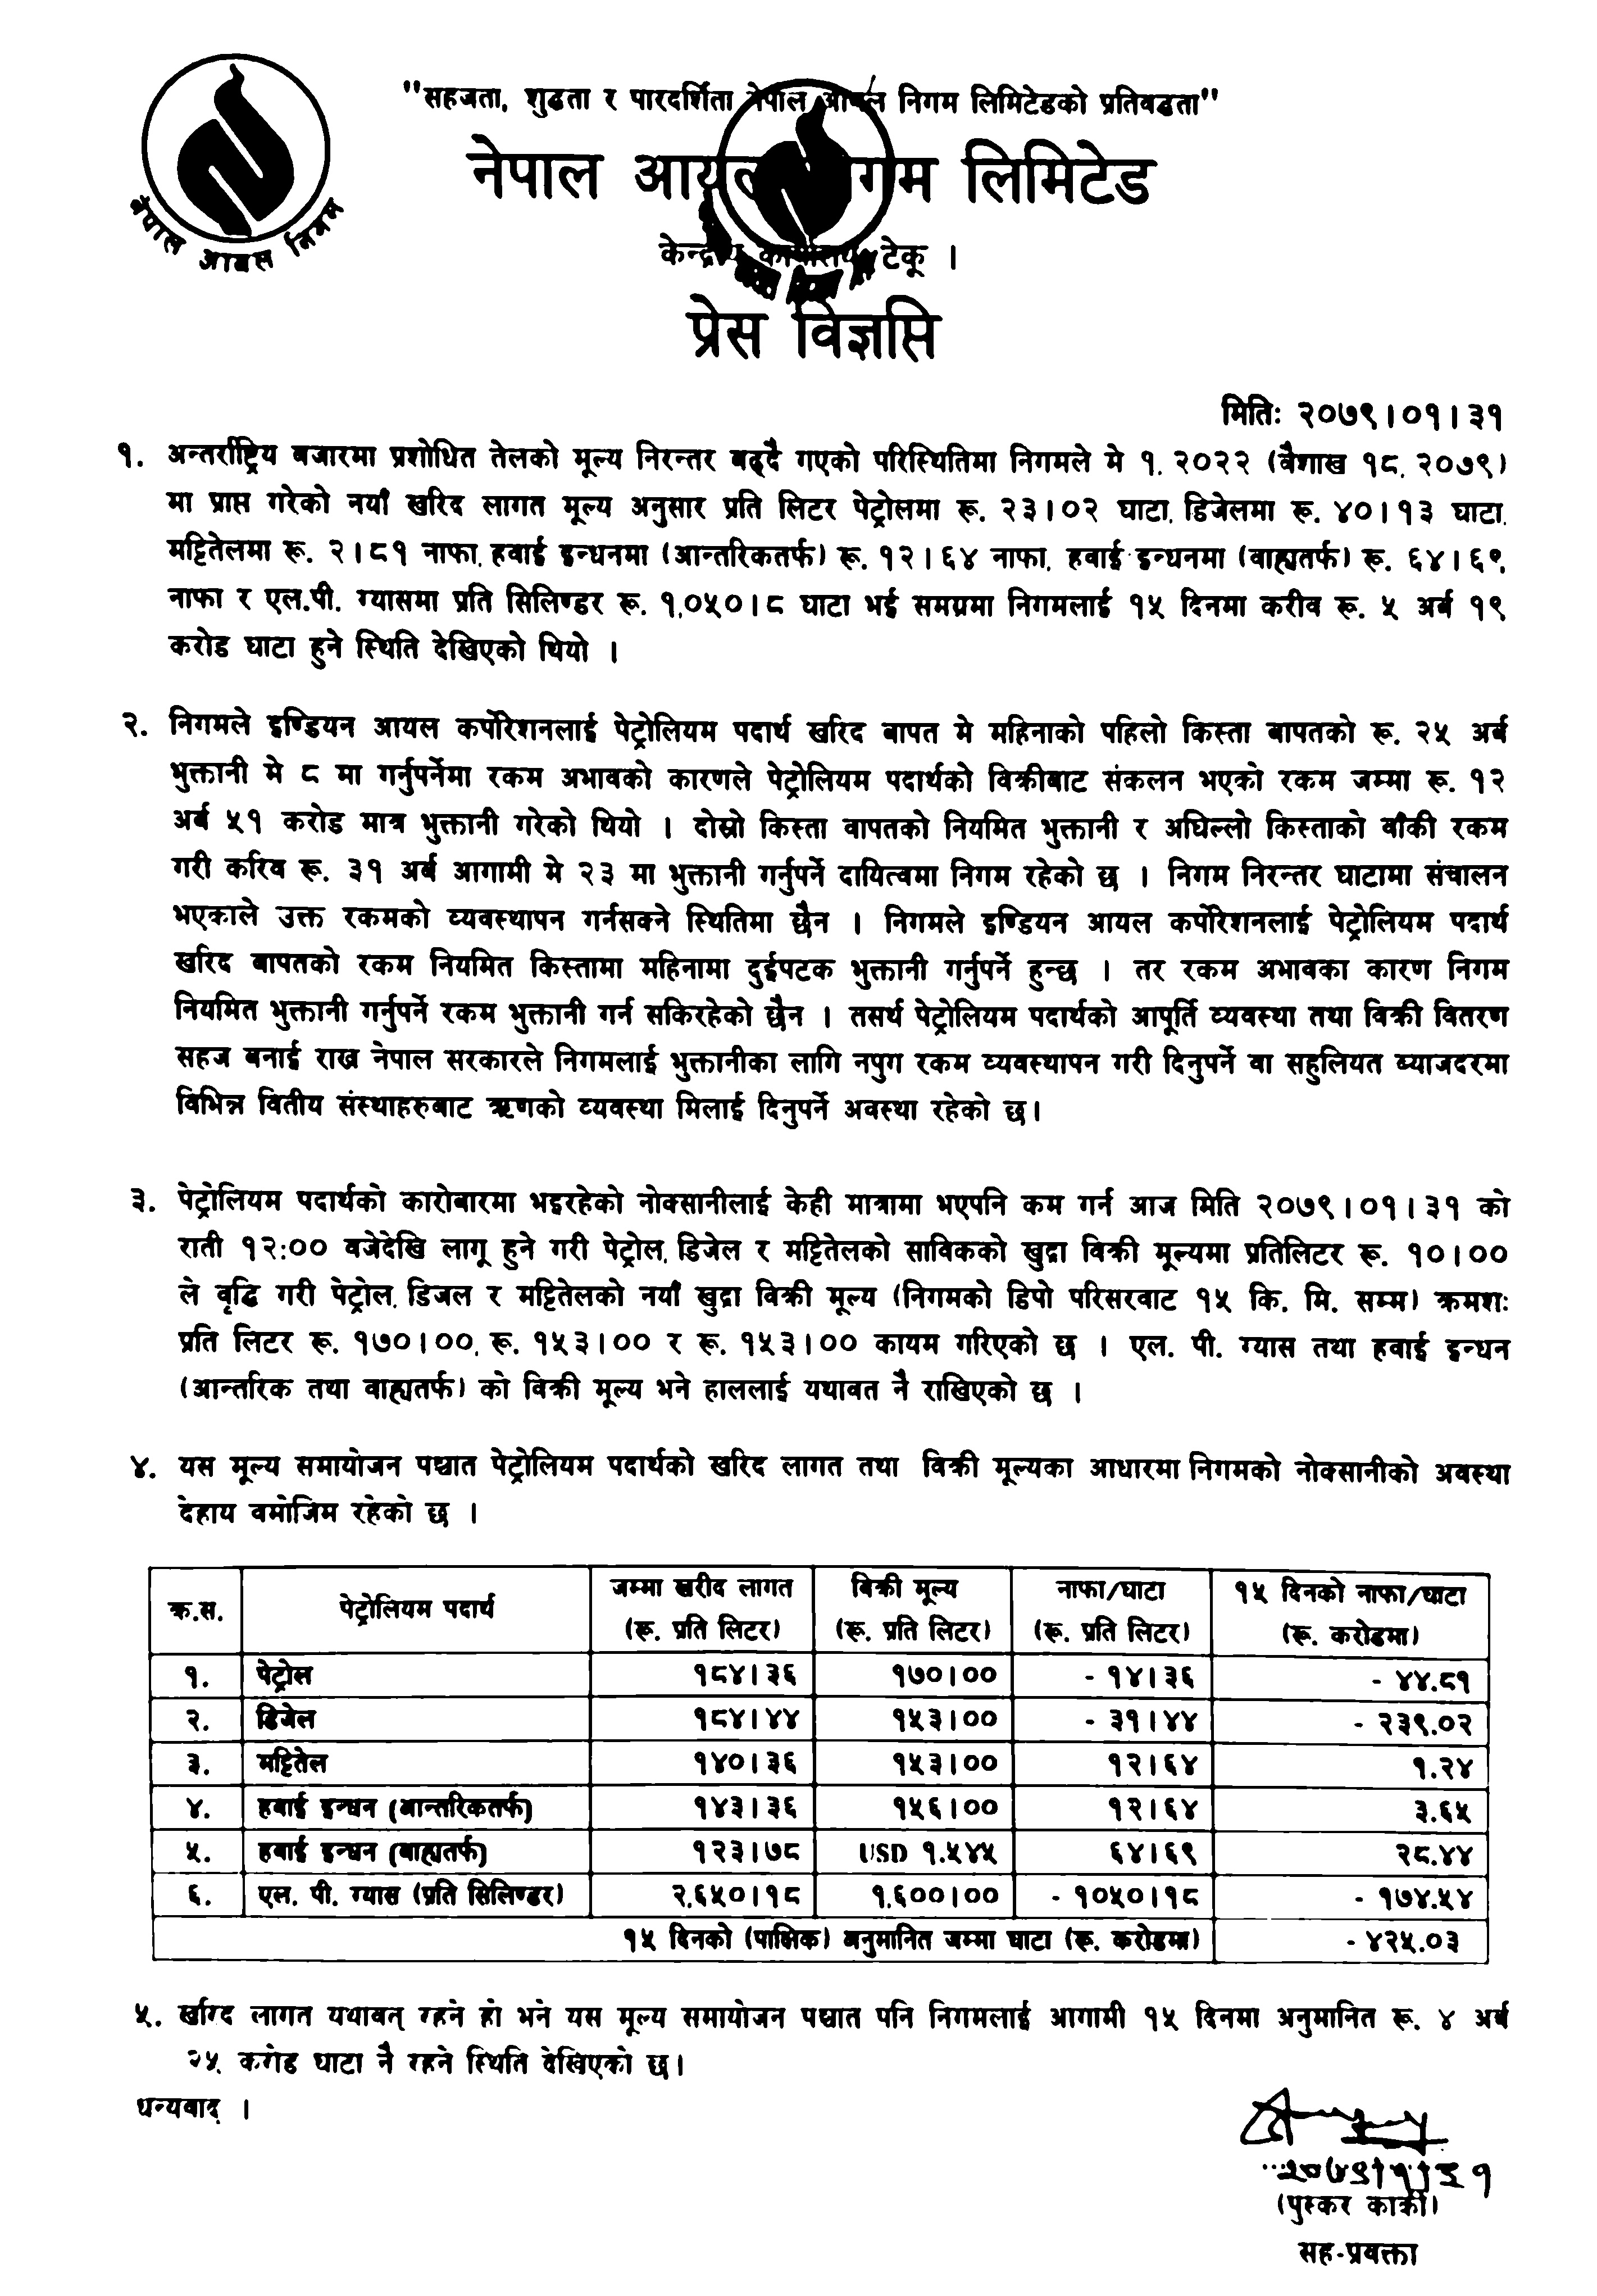 नेपाल आयल निगम
"सहजता, शुद्धता र पारदर्शिता नेपाल आयल निगम लिमिटेडको प्रतिवद्धता"
नेपाल आयल निगम लिमिटेड
केन्द्रीय कार्यालय, टेकू ।
प्रेस विज्ञप्ति
मितिः २०७९।०१।३१
१. अन्तर्राष्ट्रिय बजारमा प्रशोधित तेलको मूल्य निरन्तर बढ्दै गएको परिस्थितिमा निगमले मे १, २०२२ (वैशाख १८, २०७९)
मा प्राप्त गरेको नयाँ खरिद लागत मूल्य अनुसार प्रति लिटर पेट्रोलमा रू. २३।०२ घाटा, डिजेलमा रू. ४०।१३ घाटा,
मट्टितेलमा रू. २।८१ नाफा, हवाई इन्धनमा (आन्तरिकतर्फ) रू. १२।६४ नाफा, हवाई इन्धनमा (वाह्यतर्फ) रू. ६४।६९
नाफा र एल.पी. ग्यासमा प्रति सिलिण्डर रू. १,०५०।८ घाटा भई समग्रमा निगमलाई १५ दिनमा करीव रू. ५ अर्ब १९
करोड घाटा हुने स्थिति देखिएको थियो ।
२. निगमले इण्डियन आयल कर्पोरेशनलाई पेट्रोलियम पदार्थ खरिद बापत मे महिनाको पहिलो किस्ता बापतको रू. २५ अर्ब
भुक्तानी मे ८ मा गर्नुपर्नेमा रकम अभावको कारणले पेट्रोलियम पदार्थको विक्रीबाट संकलन भएको रकम जम्मा रू. १२
अर्ब ५१ करोड मात्र भुक्तानी गरेको थियो । दोस्रो किस्ता वापतको नियमित भुक्तानी र अघिल्लो किस्ताको बाँकी रकम
गरी करिव रू. ३१ अर्ब आगामी मे २३ मा भुक्तानी गर्नुपर्ने दायित्वमा निगम रहेको छ । निगम निरन्तर घाटामा संचालन
भएकाले उक्त रकमको व्यवस्थापन गर्नसक्ने स्थितिमा छैन । निगमले इण्डियन आयल कर्पोरेशनलाई पेट्रोलियम पदार्थ
खरिद बापतको रकम नियमित किस्तामा महिनामा दुईपटक भुक्तानी गर्नुपर्ने हुन्छ । तर रकम अभावका कारण निगम
नियमित भुक्तानी गर्नुपर्ने रकम भुक्तानी गर्न सकिरहेको छैन । तसर्थ पेट्रोलियम पदार्थको आपूर्ति व्यवस्था तथा विक्री वितरण
सहज बनाई राख्न नेपाल सरकारले निगमलाई भुक्तानीका लागि नपुग रकम व्यवस्थापन गरी दिनुपर्ने वा सहुलियत व्याजदरमा
विभिन्न वितीय संस्थाहरुबाट ऋणको व्यवस्था मिलाई दिनुपर्ने अवस्था रहेको छ।
३. पेट्रोलियम पदार्थको कारोबारमा भइरहेको नोक्सानीलाई केही मात्रामा भएपनि कम गर्न आज मिति २०७९।०१।३१ को
राती १२:०० वजेदेखि लागू हुने गरी पेट्रोल, डिजेल र मट्टितेलको साविकको खुद्रा विक्री मूल्यमा प्रतिलिटर रू. १०।००
ले वृद्धि गरी पेट्रोल, डिजल र मट्टितेलको नयाँ खुद्रा विक्री मूल्य (निगमको डिपो परिसरवाट १५ कि. मि. सम्म) क्रमशः
प्रति लिटर रू. १७०।००, रू. १५३।०० र रू. १५३।०० कायम गरिएको छ । एल. पी. ग्यास तथा हवाई इन्धन
(आन्तरिक तथा वाह्यतर्फ) को विक्री मूल्य भने हाललाई यथावत नै राखिएको छ ।
४. यस मूल्य समायोजन पश्चात पेट्रोलियम पदार्थको खरिद लागत तथा विक्री मूल्यका आधारमा निगमको नोक्सानीको अवस्था
देहाय वमोजिम रहेको छ ।
क्र.स. पेट्रोलियम पदार्थ जम्मा खरीद लागत (रू. प्रति लिटर) बिक्री मूल्य (रू. प्रति लिटर) नाफा/घाटा (रू. प्रति लिटर) १५ दिनको नाफा/घाटा (रू. करोडमा)
१. पेट्रोल १८४।३६ १७०।०० - १४।३६ - ४४.८१
२. डिजेल १८४।४४ १५३।०० - ३१।४४ - २३९.०२
३. मट्टितेल १४०।३६ १५३।०० १२।६४ १.२४
४. हवाई इन्धन (आन्तरिकतर्फ) १४३।३६ १५६।०० १२।६४ ३.६५
५. हवाई इन्धन (बाह्यतर्फ) १२३।७८ USD १.५४५ ६४।६९ २८.४४
६. एल. पी. ग्यास (प्रति सिलिण्डर) २,६५०।१८ १,६००।०० - १०५०।१८ - १७४.५४
१५ दिनको (पाक्षिक) अनुमानित जम्मा घाटा (रू. करोडमा) - ४२५.०३
५. खरिद लागत यथावत् रहने हो भने यस मूल्य समायोजन पश्चात पनि निगमलाई आगामी १५ दिनमा अनुमानित रू. ४ अर्ब
२५ करोड घाटा नै रहने स्थिति देखिएको छ।
धन्यवाद ।
२०७९।१।३१
(पुस्कर कार्की)
सह-प्रवक्ता